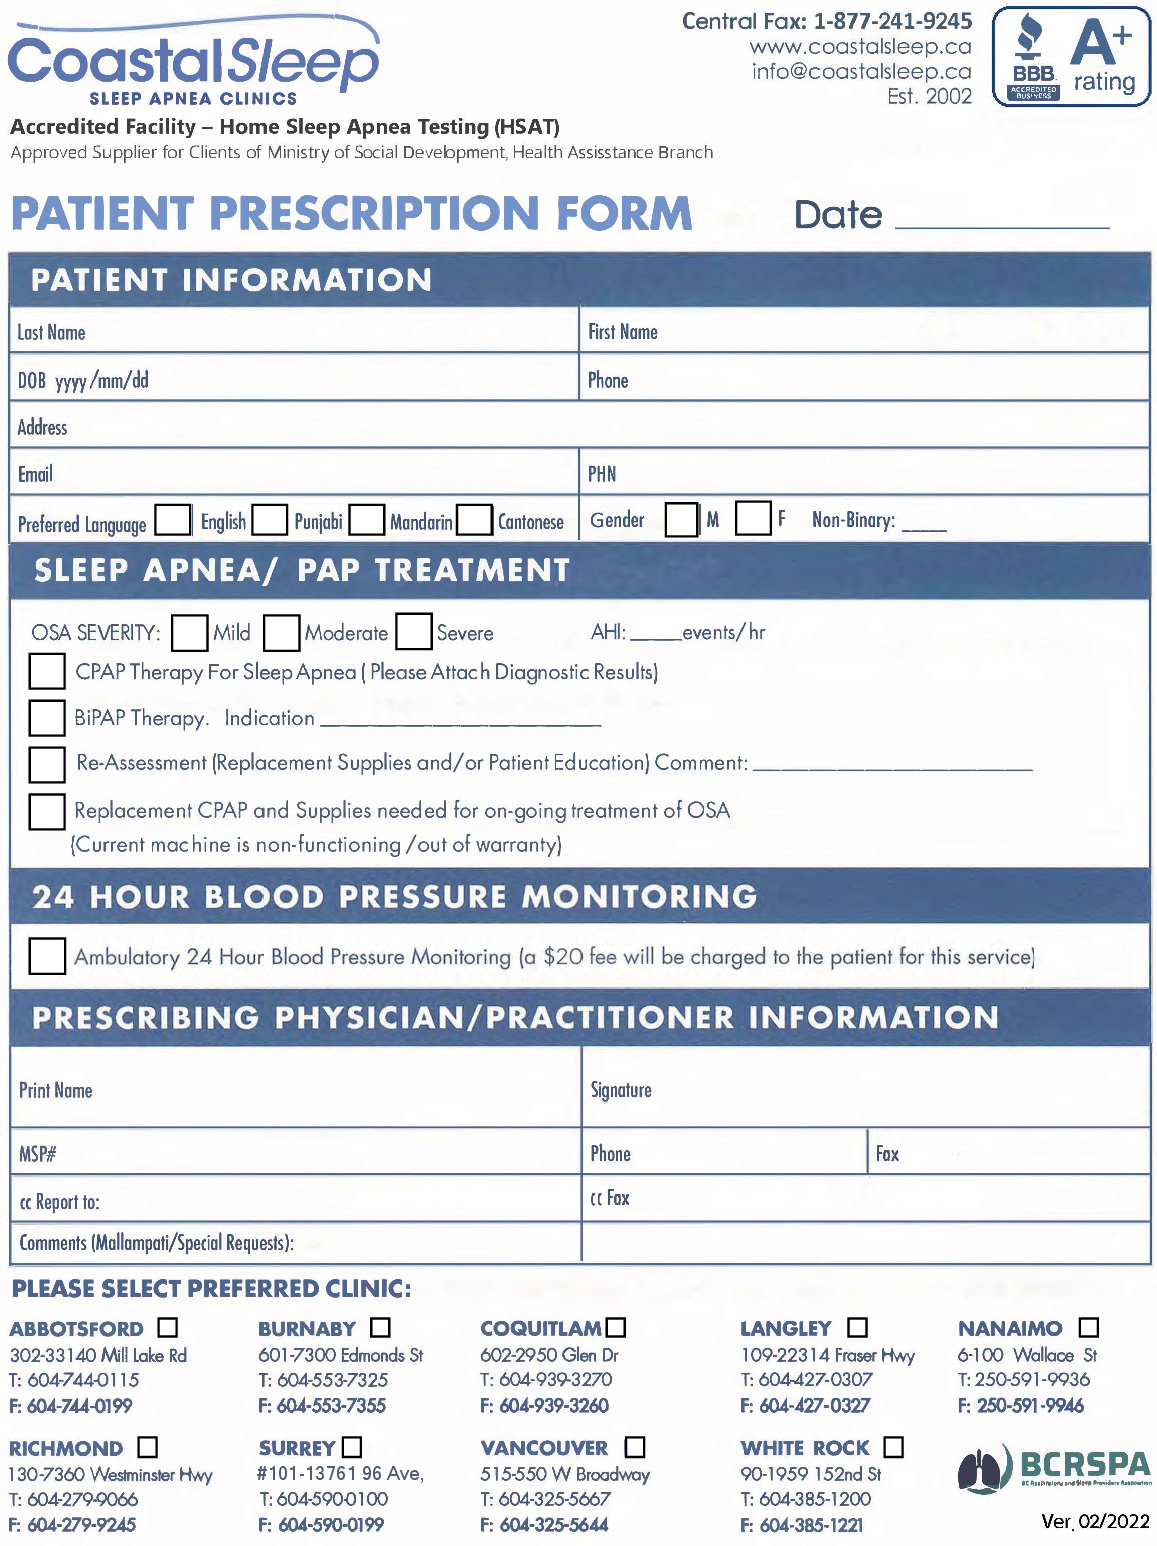 CoastalSleep
SLEEP APNEA CLINICS
Central Fax: 1-877-241-9245
www.coastalsleep.ca
info@coastalsleep.ca
Est. 2002
BBB
ACCREDITED
BUSINESS
A+
rating
Accredited Facility – Home Sleep Apnea Testing (HSAT)
Approved Supplier for Clients of Ministry of Social Development, Health Assisstance Branch
PATIENT PRESCRIPTION FORM Date ____________
PATIENT INFORMATION
Last Name First Name
DOB yyyy/mm/dd Phone
Address
Email PHN
Preferred Language English Punjabi Mandarin Cantonese Gender M F Non-Binary: ____
SLEEP APNEA/ PAP TREATMENT
OSA SEVERITY: Mild Moderate Severe AHI: ____events/hr
CPAP Therapy For Sleep Apnea ( Please Attach Diagnostic Results)
BiPAP Therapy. Indication ____________________
Re-Assessment (Replacement Supplies and/or Patient Education) Comment: ____________________
Replacement CPAP and Supplies needed for on-going treatment of OSA
(Current machine is non-functioning /out of warranty)
24 HOUR BLOOD PRESSURE MONITORING
Ambulatory 24 Hour Blood Pressure Monitoring (a $20 fee will be charged to the patient for this service)
PRESCRIBING PHYSICIAN/PRACTITIONER INFORMATION
Print Name Signature
MSP# Phone Fax
cc Report to: cc Fax
Comments (Mallampati/Special Requests):
PLEASE SELECT PREFERRED CLINIC:
ABBOTSFORD BURNABY COQUITLAM LANGLEY NANAIMO
302-33140 Mill Lake Rd 601-7300 Edmonds St 602-2950 Glen Dr 109-22314 Fraser Hwy 6-100 Wallace St
T: 604-744-0115 T: 604-553-7325 T: 604-939-3270 T: 604-427-0307 T: 250-591-9936
F: 604-744-0199 F: 604-553-7355 F: 604-939-3260 F: 604-427-0327 F: 250-591-9946
RICHMOND SURREY VANCOUVER WHITE ROCK
130-7360 Westminster Hwy #101-13761 96 Ave, 515-550 W Broadway 90-1959 152nd St
T: 604-279-9066 T: 604-590-0100 T: 604-325-5667 T: 604-385-1200
F: 604-279-9245 F: 604-590-0199 F: 604-325-5644 F: 604-385-1221
BCRSPA
BC Respiratory and Sleep Providers Association
Ver. 02/2022